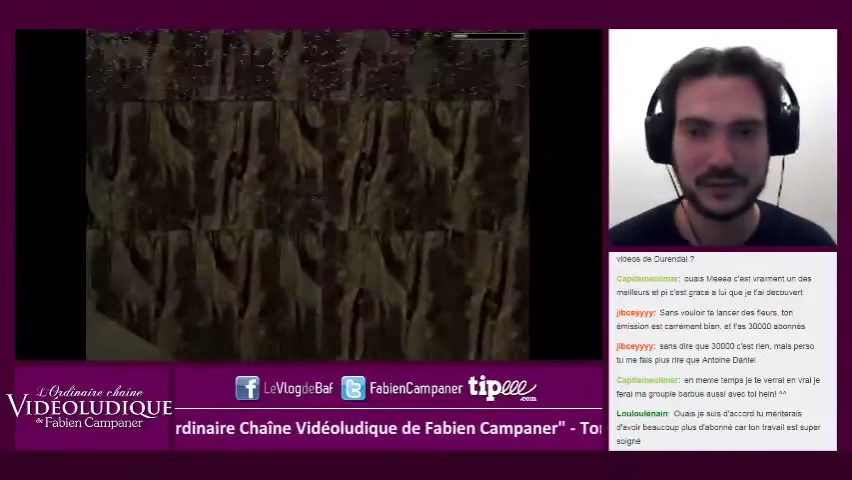 videos de Durendal ?
Capitaineolimar: ouais Meeea c'est vraiment un des
meilleurs et pi c'est grace a lui que je t'ai decouvert
jibceyyyy: Sans vouloir te lancer des fleurs, ton
émission est carrément bien, et t'as 30000 abonnés
jibceyyyy: sans dire que 30000 c'est rien, mais perso
tu me fais plus rire que Antoine Daniel
Capitaineolimar: en meme temps je te verrai en vrai je
ferai ma groupie barbue aussi avec toi hein! ^^
Louloulenain: Ouais je suis d'accord tu mériterais
d'avoir beaucoup plus d'abonné car ton travail est super
soigné
L'Ordinaire chaîne
VIDÉOLUDIQUE
de Fabien Campaner
LeVlogdeBaf FabienCampaner tipeee
.com
rdinaire Chaîne Vidéoludique de Fabien Campaner" - To